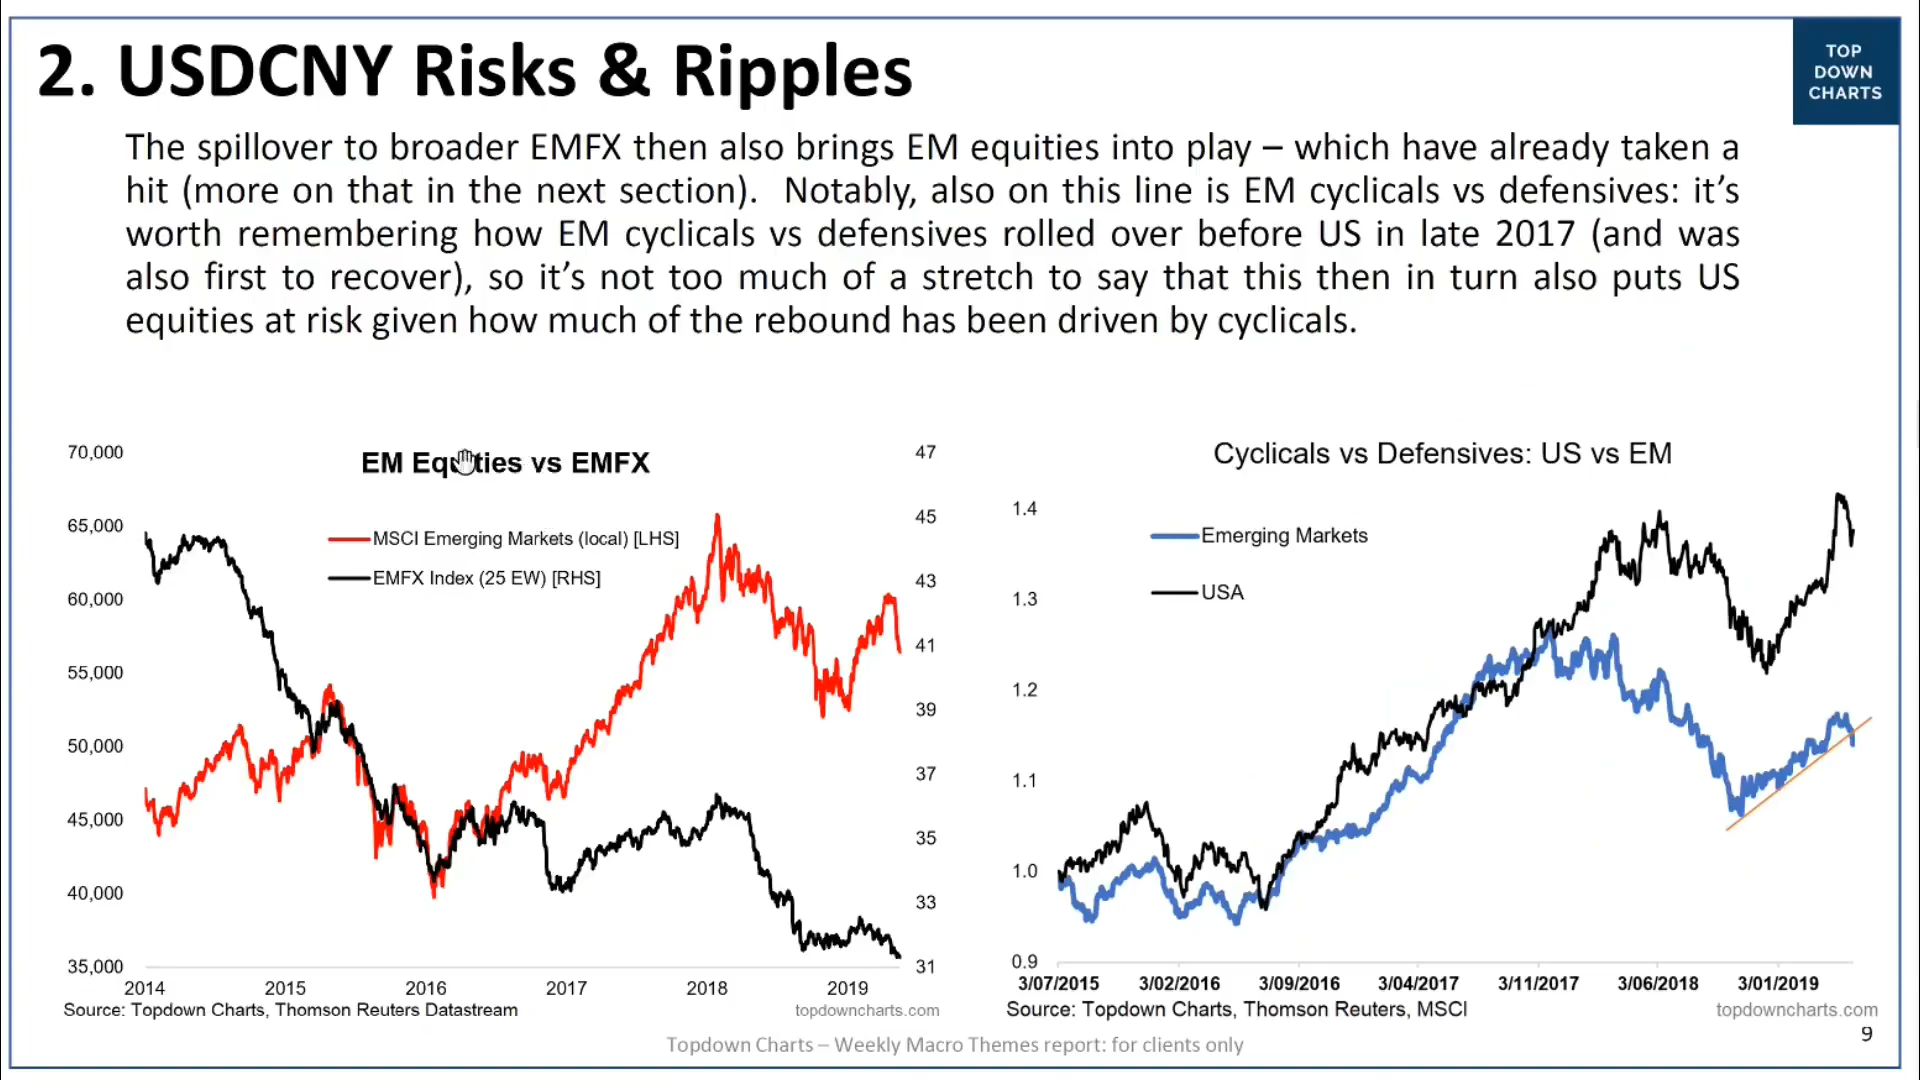 2. USDCNY Risks & Ripples
TOP
DOWN
CHARTS
The spillover to broader EMFX then also brings EM equities into play – which have already taken a
hit (more on that in the next section).  Notably, also on this line is EM cyclicals vs defensives: it’s
worth remembering how EM cyclicals vs defensives rolled over before US in late 2017 (and was
also first to recover), so it’s not too much of a stretch to say that this then in turn also puts US
equities at risk given how much of the rebound has been driven by cyclicals.
EM Equities vs EMFX
70,000
65,000
60,000
55,000
50,000
45,000
40,000
35,000
MSCI Emerging Markets (local) [LHS]
EMFX Index (25 EW) [RHS]
47
45
43
41
39
37
35
33
31
2014 2015 2016 2017 2018 2019
Source: Topdown Charts, Thomson Reuters Datastream
topdowncharts.com
Cyclicals vs Defensives: US vs EM
1.4
1.3
1.2
1.1
1.0
0.9
Emerging Markets
USA
3/07/2015 3/02/2016 3/09/2016 3/04/2017 3/11/2017 3/06/2018 3/01/2019
Source: Topdown Charts, Thomson Reuters, MSCI
topdowncharts.com
Topdown Charts – Weekly Macro Themes report: for clients only
9